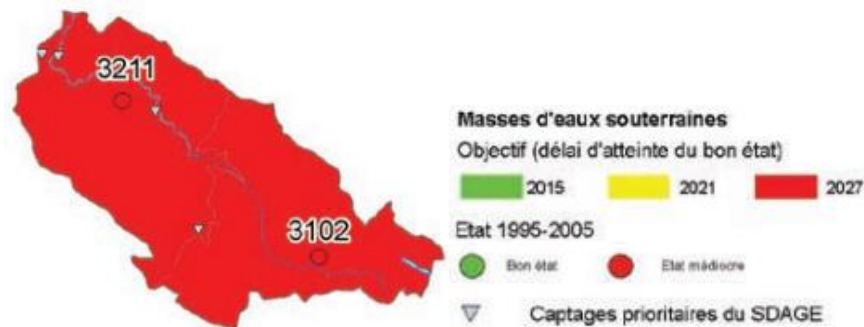 3211
3102
Masses d'eaux souterraines
Objectif (délai d'atteinte du bon état)
2015 2021 2027
Etat 1995-2005
Bon état Etat médiocre
Captages prioritaires du SDAGE